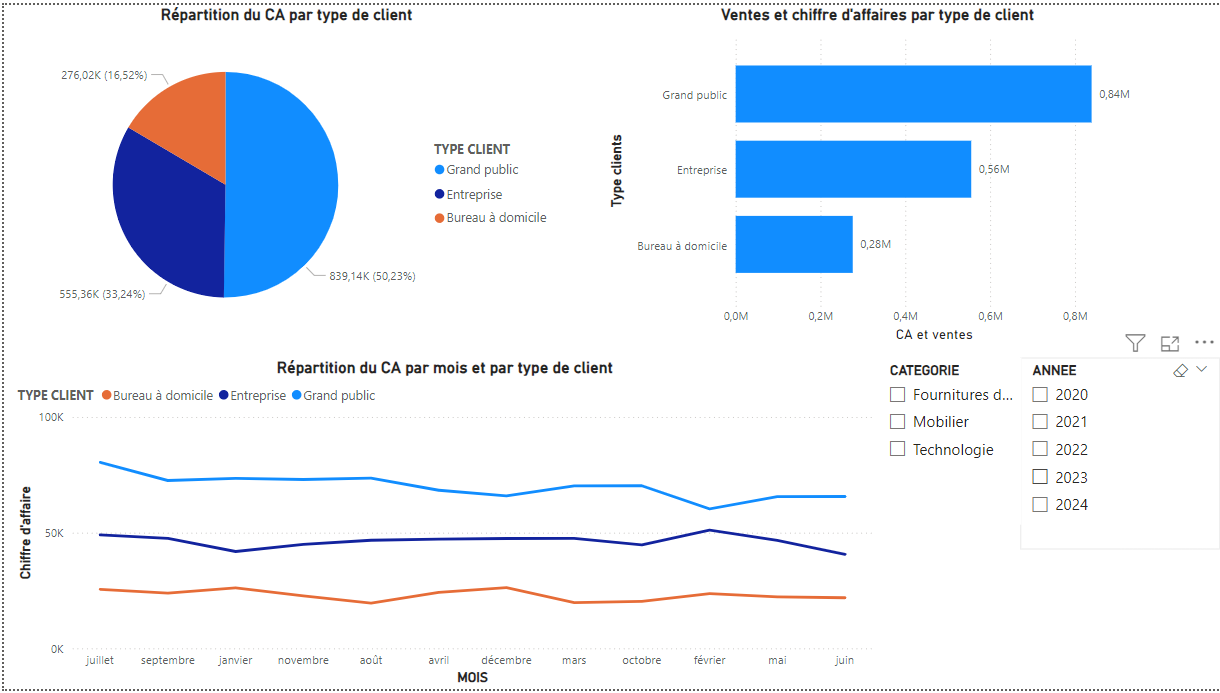 Répartition du CA par type de client
276,02K (16,52%)
555,36K (33,24%)
839,14K (50,23%)
TYPE CLIENT
Grand public
Entreprise
Bureau à domicile
Ventes et chiffre d'affaires par type de client
Type clients
Grand public
0,84M
Entreprise
0,56M
Bureau à domicile
0,28M
0,0M 0,2M 0,4M 0,6M 0,8M
CA et ventes
Répartition du CA par mois et par type de client
TYPE CLIENT Bureau à domicile Entreprise Grand public
Chiffre d'affaire
100K
50K
0K
juillet septembre janvier novembre août avril décembre mars octobre février mai juin
MOIS
CATEGORIE
Fournitures d...
Mobilier
Technologie
ANNEE
2020
2021
2022
2023
2024